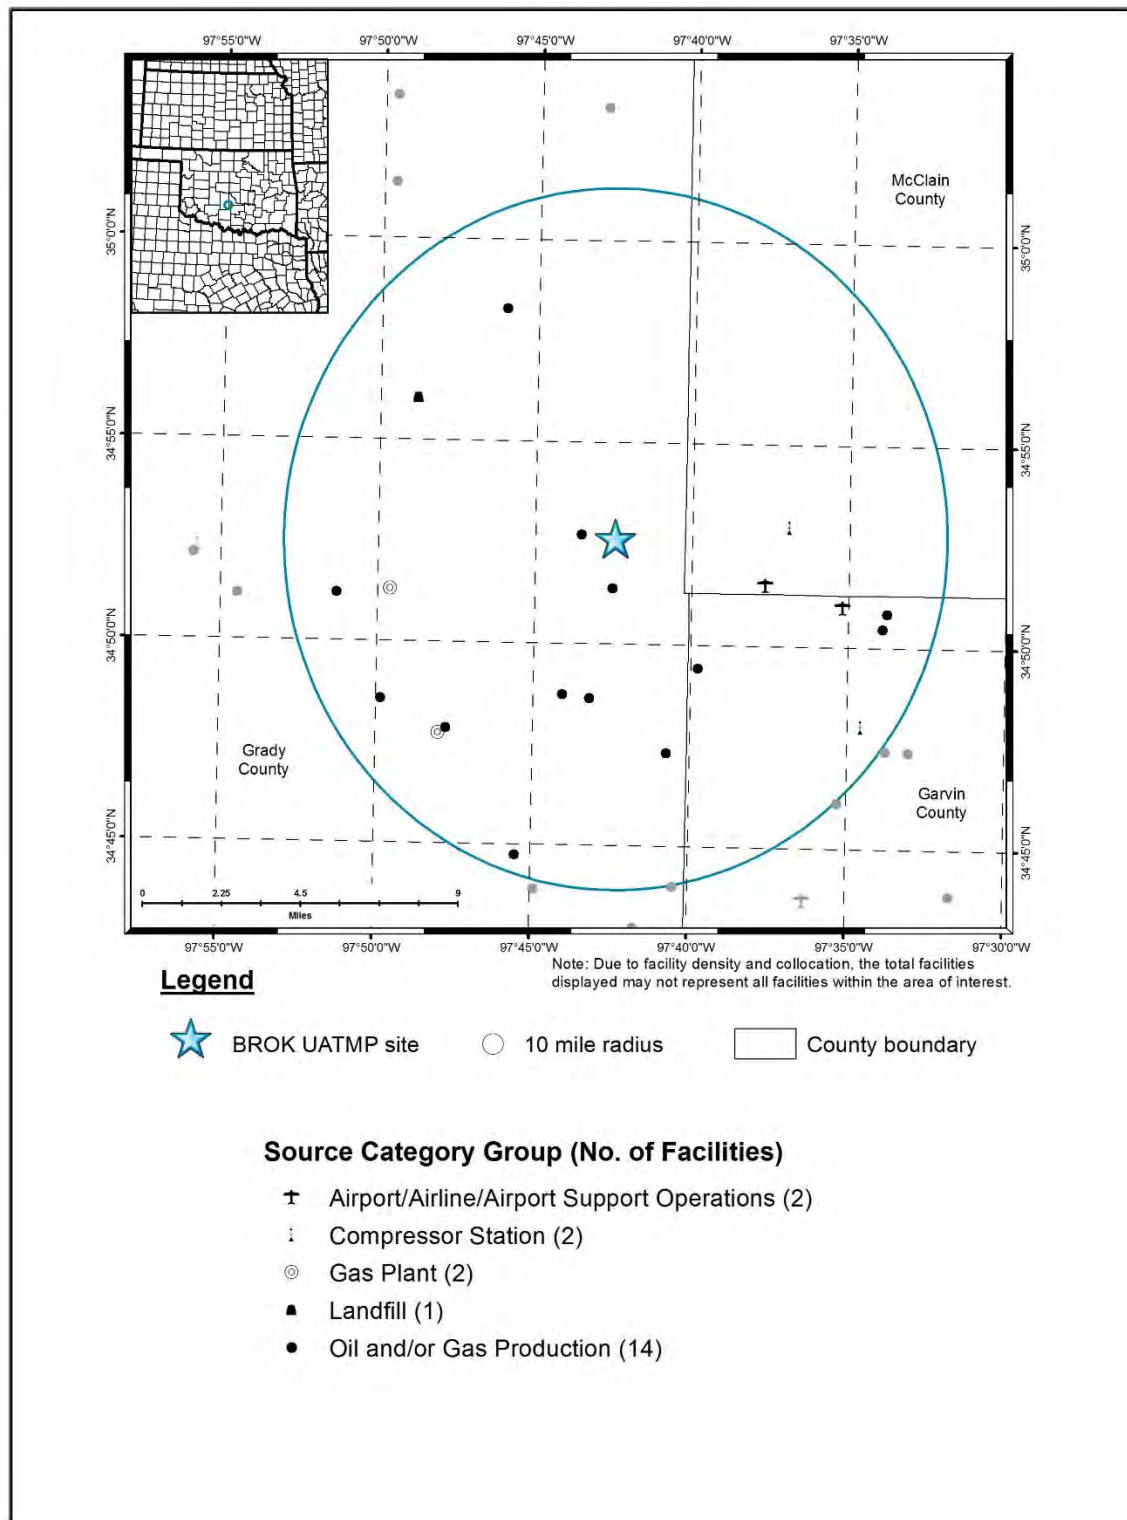 97°55'0"W 97°50'0"W 97°45'0"W 97°40'0"W 97°35'0"W
McClain
County
35°0'0"N
35°0'0"N
34°55'0"N
34°55'0"N
34°50'0"N
34°50'0"N
Grady
County
Garvin
County
34°45'0"N
34°45'0"N
0 2.25 4.5 9
Miles
97°55'0"W 97°50'0"W 97°45'0"W 97°40'0"W 97°35'0"W 97°30'0"W
Legend
Note: Due to facility density and collocation, the total facilities
displayed may not represent all facilities within the area of interest.
BROK UATMP site 10 mile radius County boundary
Source Category Group (No. of Facilities)
Airport/Airline/Airport Support Operations (2)
Compressor Station (2)
Gas Plant (2)
Landfill (1)
Oil and/or Gas Production (14)